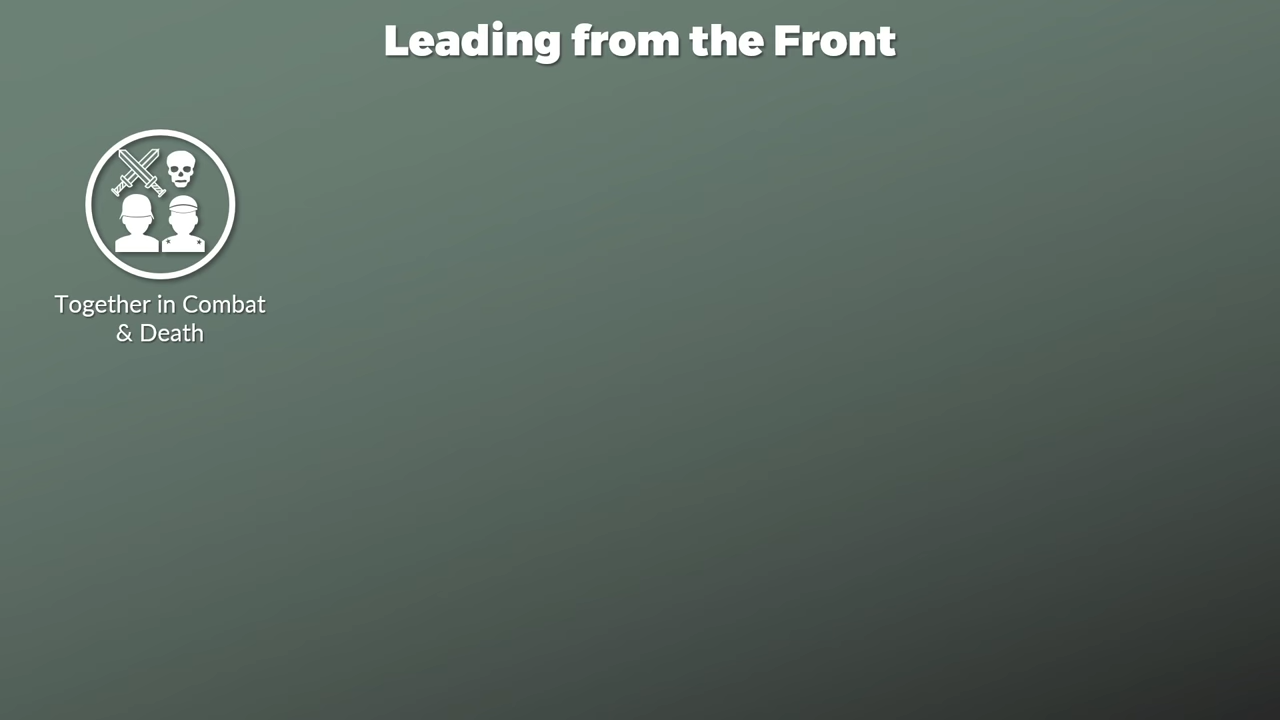 Leading from the Front
Together in Combat
& Death